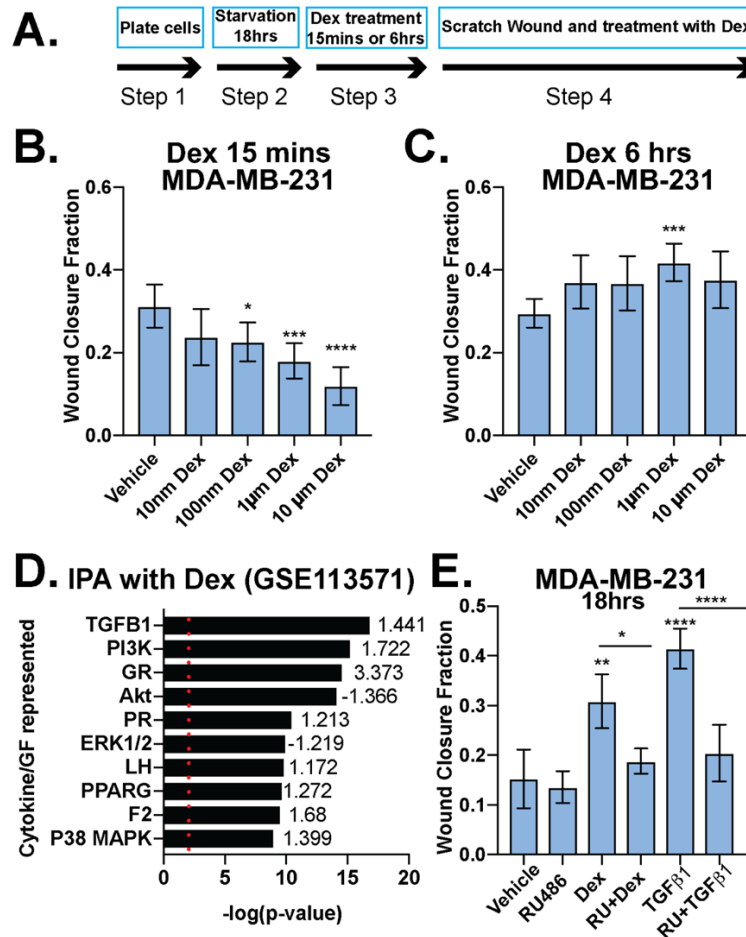 A.
Plate cells
Starvation
18hrs
Dex treatment
15mins or 6hrs
Scratch Wound and treatment with Dex
Step 1
Step 2
Step 3
Step 4
B.
Dex 15 mins
MDA-MB-231
Wound Closure Fraction
0.6
0.4
0.2
0.0
*
***
****
Vehicle
10nm Dex
100nm Dex
1µm Dex
10 µm Dex
C.
Dex 6 hrs
MDA-MB-231
Wound Closure Fraction
0.6
0.4
0.2
0.0
***
Vehicle
10nm Dex
100nm Dex
1µm Dex
10 µm Dex
D.
IPA with Dex (GSE113571)
Cytokine/GF represented
TGFB1 1.441
PI3K 1.722
GR 3.373
Akt -1.366
PR 1.213
ERK1/2 -1.219
LH 1.172
PPARG 1.272
F2 1.68
P38 MAPK 1.399
0 5 10 15 20
-log(p-value)
E.
MDA-MB-231
18hrs
Wound Closure Fraction
0.5
0.4
0.3
0.2
0.1
0.0
**
*
****
****
Vehicle
RU486
Dex
RU+Dex
TGFβ1
RU+TGFβ1